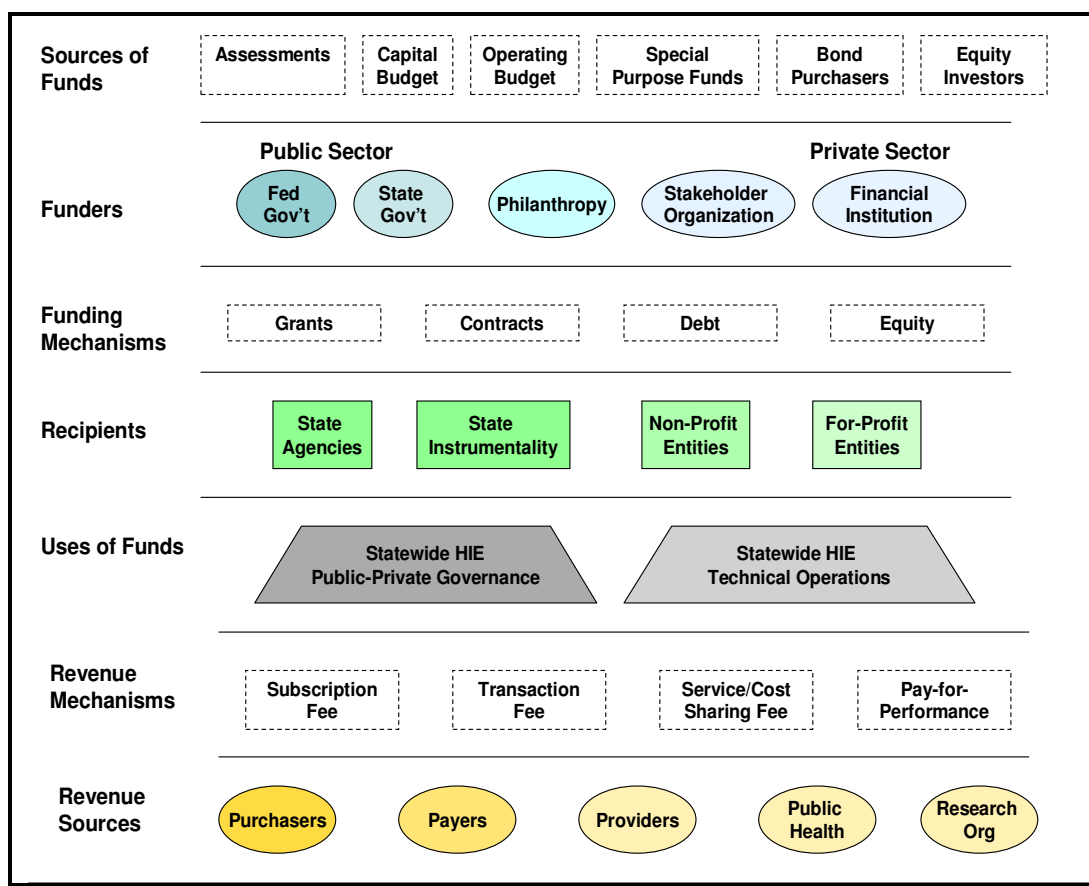 Sources of
Funds
Assessments
Capital
Budget
Operating
Budget
Special
Purpose Funds
Bond
Purchasers
Equity
Investors
Public Sector
Private Sector
Funders
Fed
Gov't
State
Gov't
Philanthropy
Stakeholder
Organization
Financial
Institution
Funding
Mechanisms
Grants
Contracts
Debt
Equity
Recipients
State
Agencies
State
Instrumentality
Non-Profit
Entities
For-Profit
Entities
Uses of Funds
Statewide HIE
Public-Private Governance
Statewide HIE
Technical Operations
Revenue
Mechanisms
Subscription
Fee
Transaction
Fee
Service/Cost
Sharing Fee
Pay-for-
Performance
Revenue
Sources
Purchasers
Payers
Providers
Public
Health
Research
Org